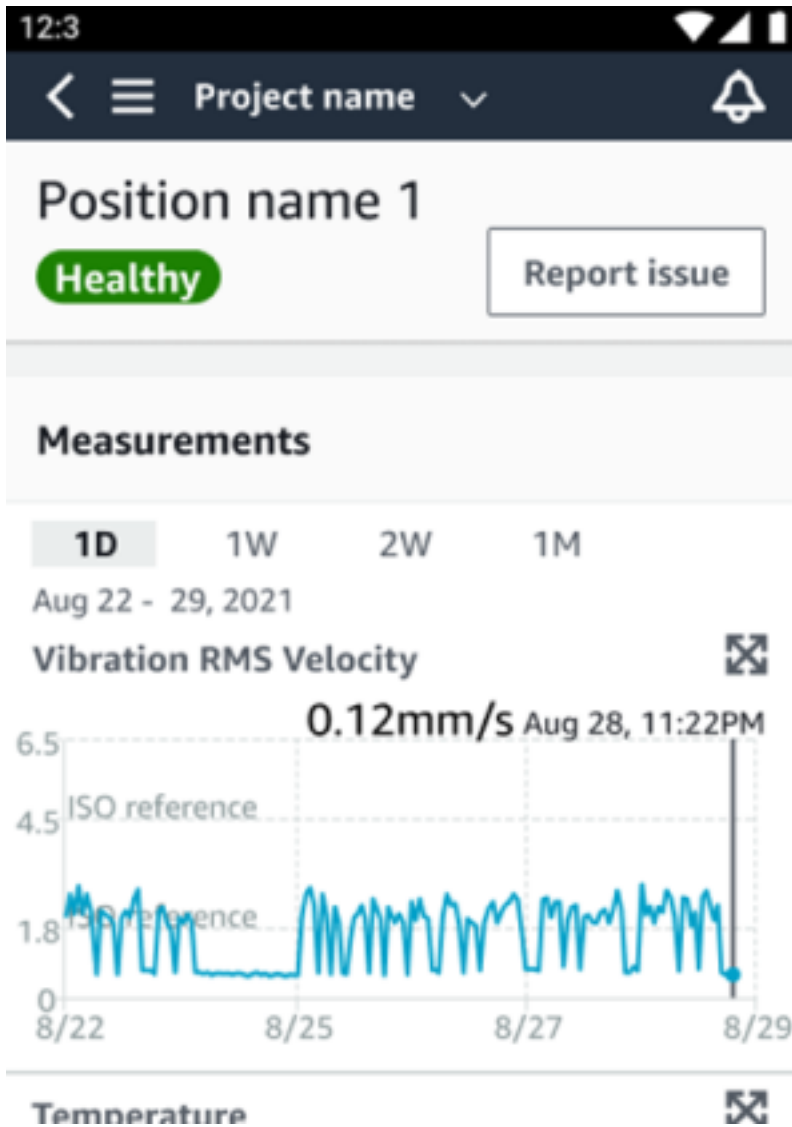 12:3
Project name
Position name 1
Healthy
Report issue
Measurements
1D 1W 2W 1M
Aug 22 - 29, 2021
Vibration RMS Velocity
0.12mm/s Aug 28, 11:22PM
6.5
ISO reference
4.5
ISO reference
1.8
0
8/22 8/25 8/27 8/29
Temperature